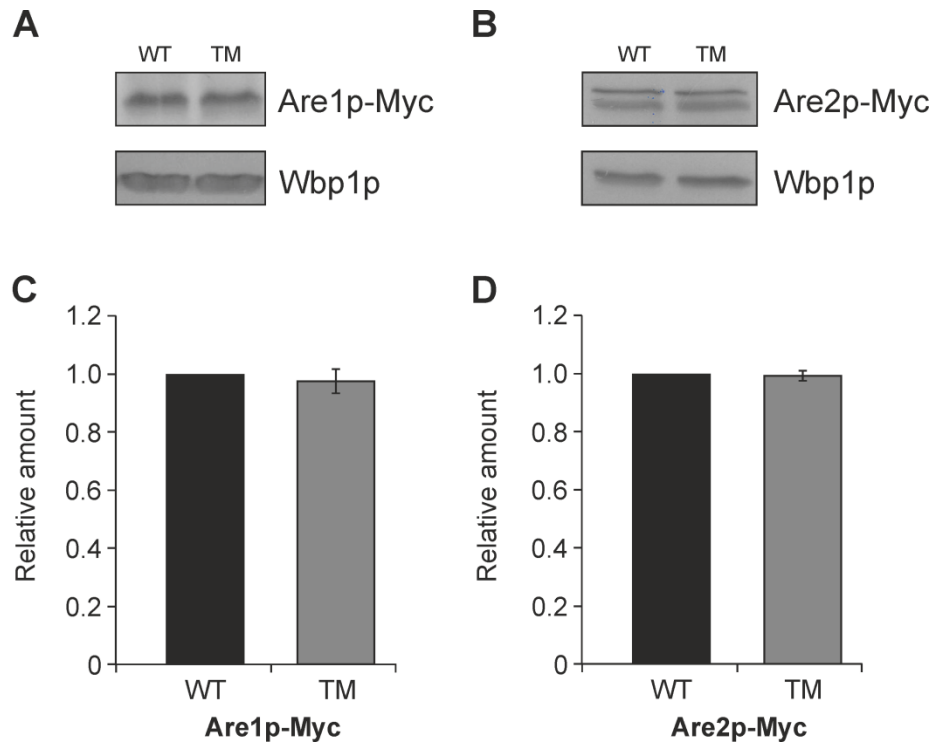 A
WT TM
Are1p-Myc
Wbp1p
B
WT TM
Are2p-Myc
Wbp1p
C
1.2
1.0
0.8
0.6
0.4
0.2
0
Relative amount
WT TM
Are1p-Myc
D
1.2
1.0
0.8
0.6
0.4
0.2
0
Relative amount
WT TM
Are2p-Myc